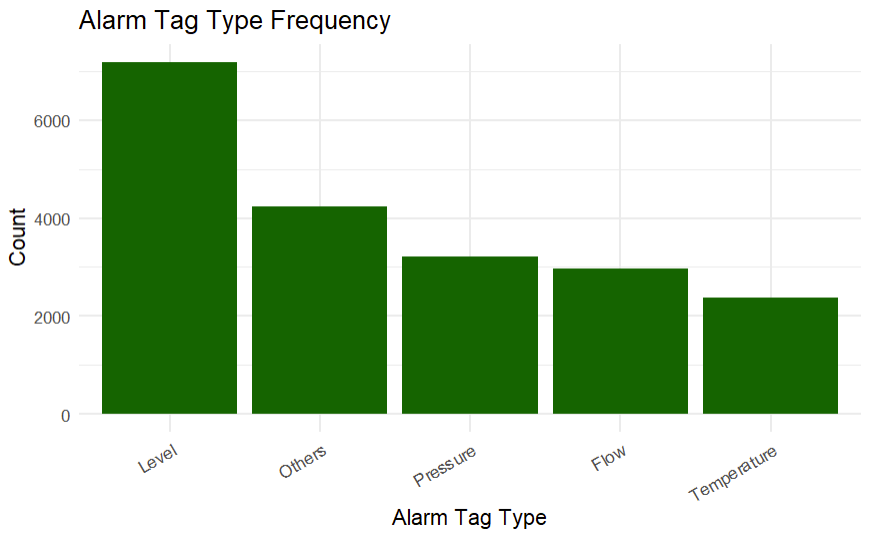 Alarm Tag Type Frequency
Count
6000
4000
2000
0
Level
Others
Pressure
Flow
Temperature
Alarm Tag Type